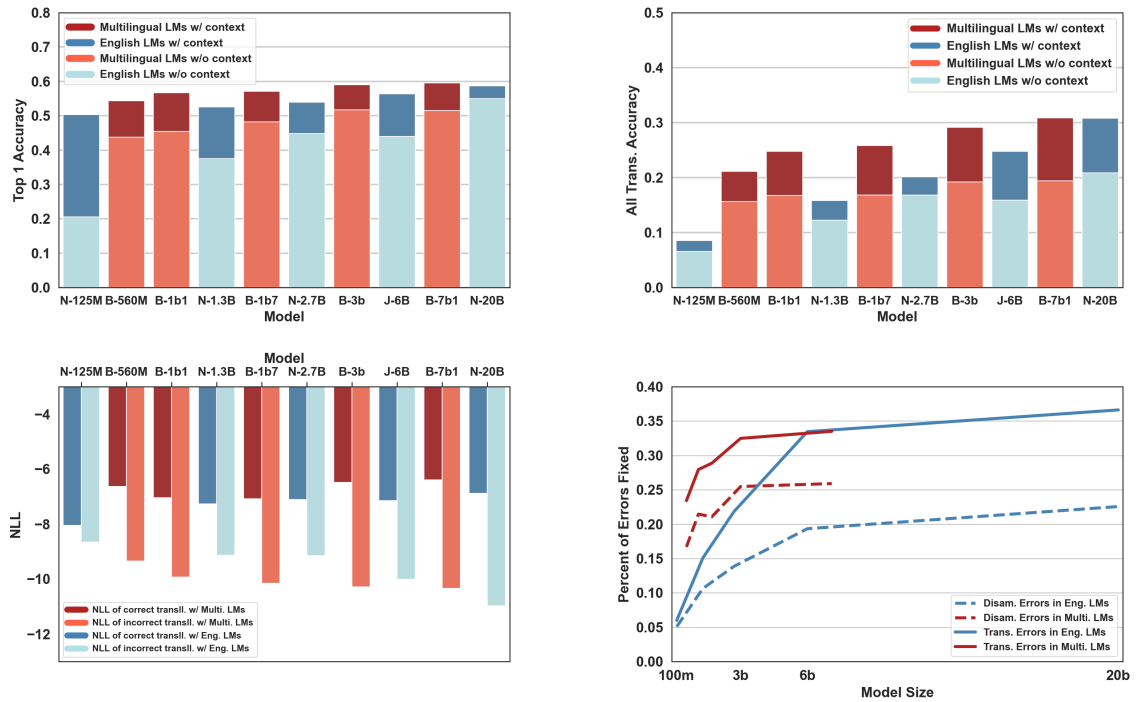 0.8
0.7
0.6
0.5
0.4
0.3
0.2
0.1
0.0
Top 1 Accuracy
Multilingual LMs w/ context
English LMs w/ context
Multilingual LMs w/o context
English LMs w/o context
N-125M B-560M B-1b1 N-1.3B B-1b7 N-2.7B B-3b J-6B B-7b1 N-20B
Model
0.5
0.4
0.3
0.2
0.1
0.0
All Trans. Accuracy
Multilingual LMs w/ context
English LMs w/ context
Multilingual LMs w/o context
English LMs w/o context
N-125M B-560M B-1b1 N-1.3B B-1b7 N-2.7B B-3b J-6B B-7b1 N-20B
Model
Model
N-125M B-560M B-1b1 N-1.3B B-1b7 N-2.7B B-3b J-6B B-7b1 N-20B
−4
−6
−8
−10
−12
NLL
NLL of correct transll. w/ Multi. LMs
NLL of incorrect transll. w/ Multi. LMs
NLL of correct transll. w/ Eng. LMs
NLL of incorrect transll. w/ Eng. LMs
0.40
0.35
0.30
0.25
0.20
0.15
0.10
0.05
0.00
Percent of Errors Fixed
Disam. Errors in Eng. LMs
Disam. Errors in Multi. LMs
Trans. Errors in Eng. LMs
Trans. Errors in Multi. LMs
100m 3b 6b 20b
Model Size